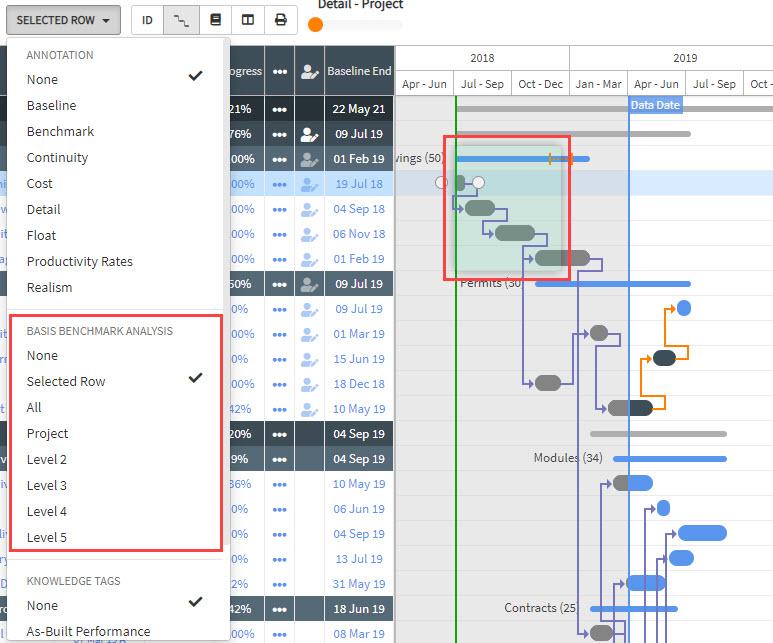 Detail - Project
SELECTED ROW
ID
ANNOTATION
None
Baseline
Benchmark
Continuity
Cost
Detail
Float
Productivity Rates
Realism
BASIS BENCHMARK ANALYSIS
None
Selected Row
All
Project
Level 2
Level 3
Level 4
Level 5
KNOWLEDGE TAGS
None
As-Built Performance
ogress ••• Baseline End
2018 2019
Apr - Jun Jul - Sep Oct - Dec Jan - Mar Apr - Jun Jul - Sep Oct -
Data Date
21% ••• 22 May 21
76% ••• 09 Jul 19
00% ••• 01 Feb 19 vings (50)
00% ••• 19 Jul 18
00% ••• 04 Sep 18
00% ••• 06 Nov 18
00% ••• 01 Feb 19
50% ••• 09 Jul 19 Permits (30)
0% ••• 09 Jul 19
00% ••• 01 Mar 19
0% ••• 15 Jun 19
00% ••• 18 Dec 18
42% ••• 10 May 19
20% ••• 04 Sep 19
9% ••• 04 Sep 19 Modules (34)
36% ••• 10 May 19
0% ••• 06 Jun 19
0% ••• 04 Sep 19
0% ••• 13 Jul 19
2% ••• 31 May 19
42% ••• 18 Jun 19 Contracts (25
00% ••• 08 Mar 19